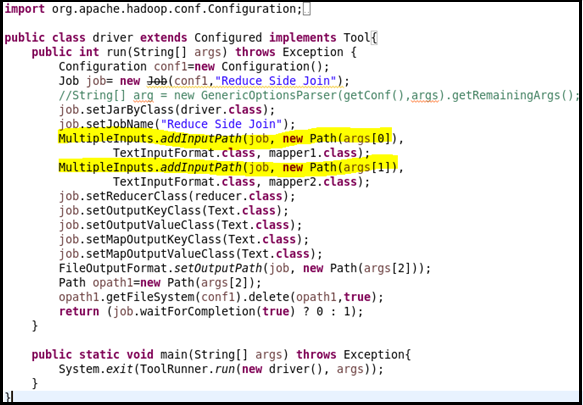 import org.apache.hadoop.conf.Configuration;
public class driver extends Configured implements Tool{
public int run(String[] args) throws Exception {
Configuration conf1=new Configuration();
Job job= new Job(conf1,"Reduce Side Join");
//String[] arg = new GenericOptionsParser(getConf(),args).getRemainingArgs();
job.setJarByClass(driver.class);
job.setJobName("Reduce Side Join");
MultipleInputs.addInputPath(job, new Path(args[0]),
TextInputFormat.class, mapper1.class);
MultipleInputs.addInputPath(job, new Path(args[1]),
TextInputFormat.class, mapper2.class);
job.setReducerClass(reducer.class);
job.setOutputKeyClass(Text.class);
job.setOutputValueClass(Text.class);
job.setMapOutputKeyClass(Text.class);
job.setMapOutputValueClass(Text.class);
FileOutputFormat.setOutputPath(job, new Path(args[2]));
Path opath1=new Path(args[2]);
opath1.getFileSystem(conf1).delete(opath1,true);
return (job.waitForCompletion(true) ? 0 : 1);
}
public static void main(String[] args) throws Exception{
System.exit(ToolRunner.run(new driver(), args));
}
}